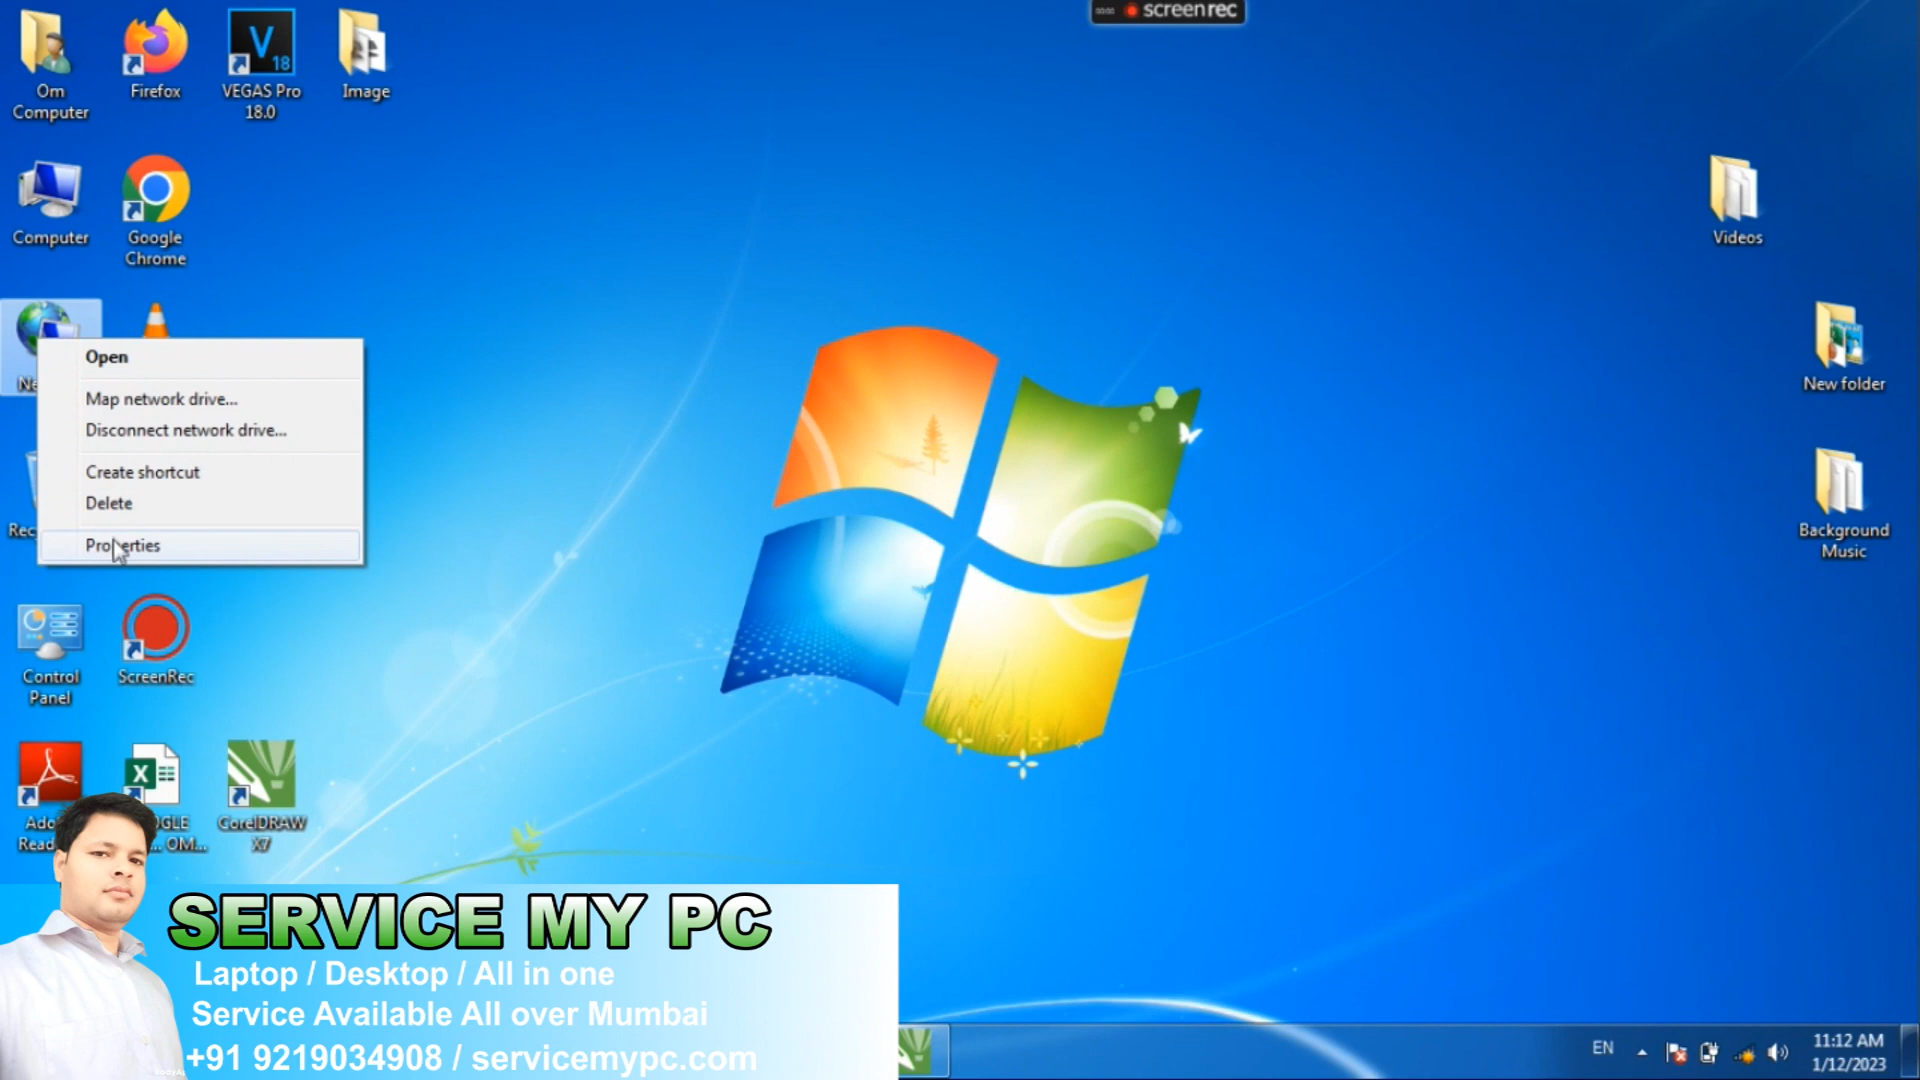 screenrec
Om
Computer
Firefox
VEGAS Pro
18.0
V
18
Image
Computer
Google
Chrome
Videos
Open
Map network drive...
Disconnect network drive...
Create shortcut
Delete
Properties
New folder
Background
Music
Control
Panel
ScreenRec
CorelDRAW
X7
OM...
SERVICE MY PC
Laptop / Desktop / All in one
Service Available All over Mumbai
+91 9219034908 / servicemypc.com
EN
11:12 AM
1/12/2023